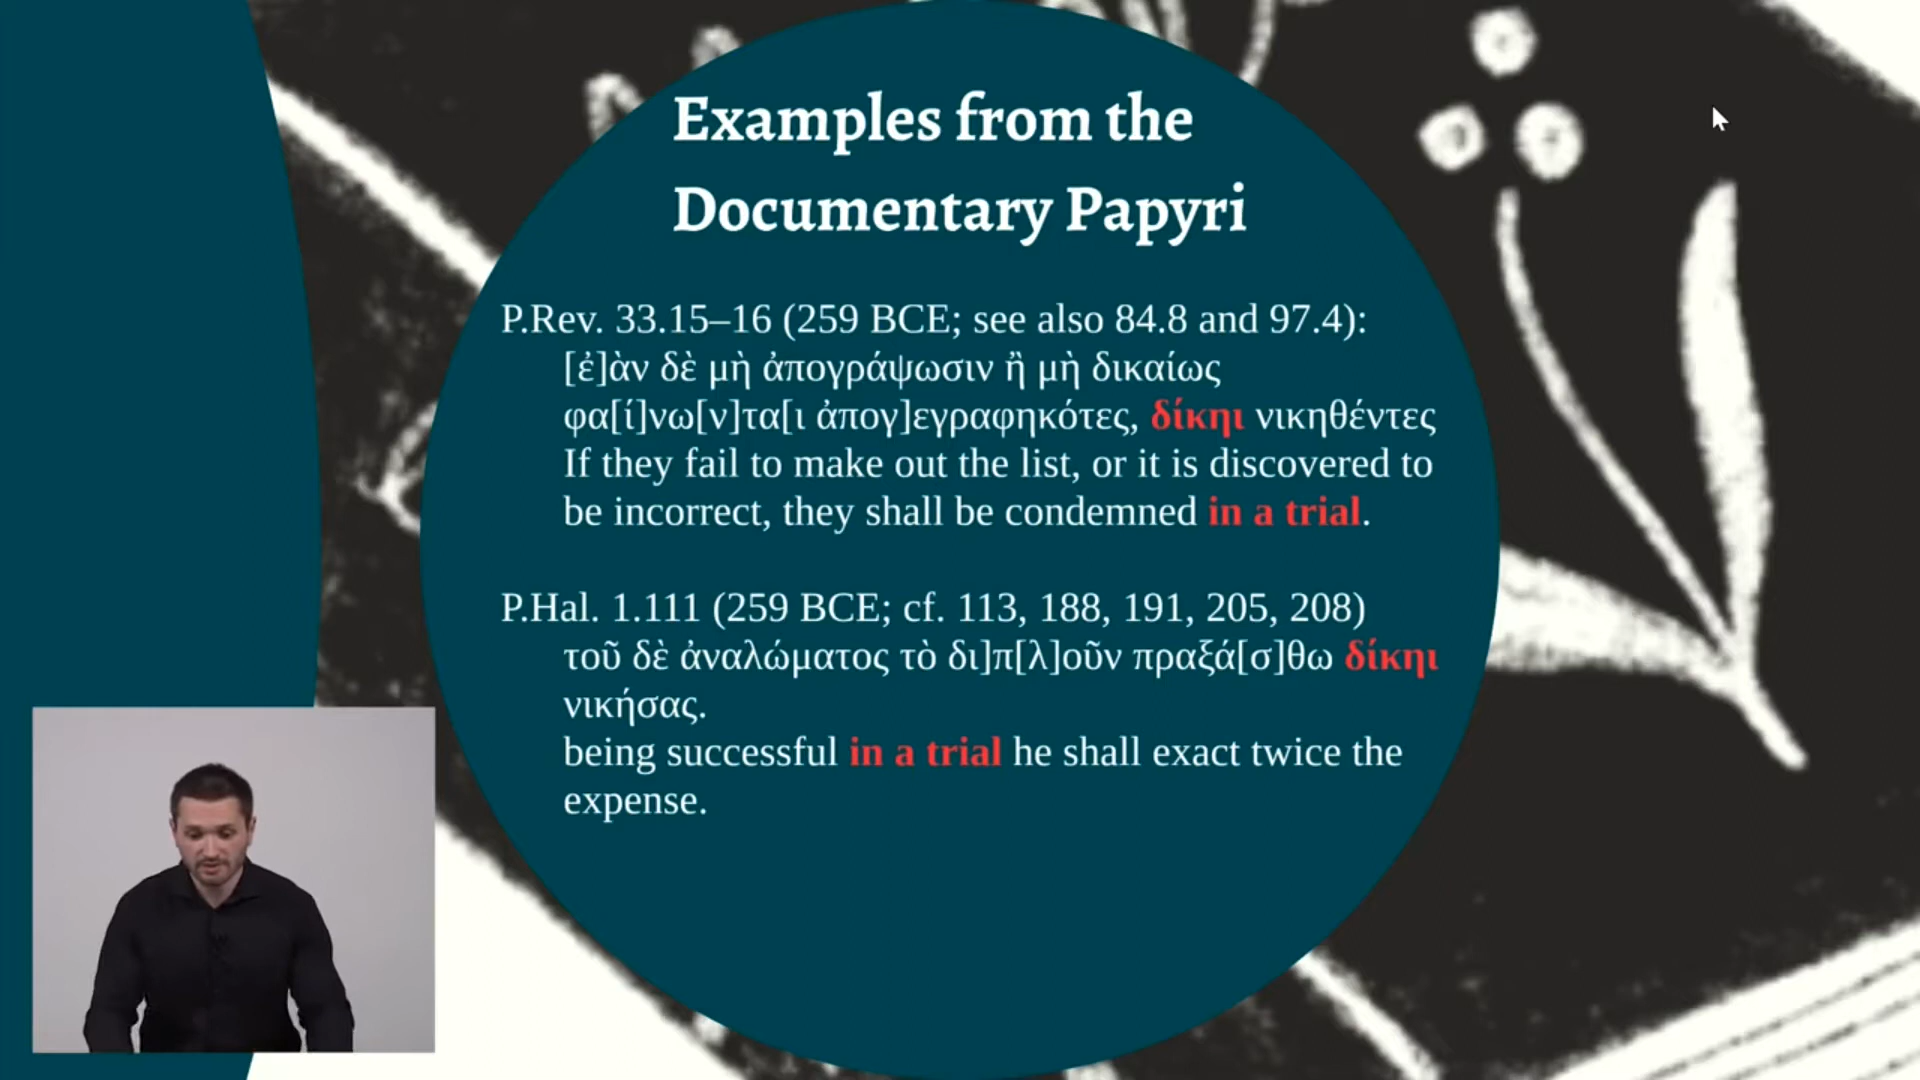 Examples from the
Documentary Papyri
P.Rev. 33.15–16 (259 BCE; see also 84.8 and 97.4):
[ἐ]ὰν δὲ μὴ ἀπογράψωσιν ἢ μὴ δικαίως
φα[ί]νω[ν]τα[ι ἀπογ]εγραφηκότες, δίκηι νικηθέντες
If they fail to make out the list, or it is discovered to
be incorrect, they shall be condemned in a trial.
P.Hal. 1.111 (259 BCE; cf. 113, 188, 191, 205, 208)
τοῦ δὲ ἀναλώματος τὸ δι]π[λ]οῦν πραξά[σ]θω δίκηι
νικήσας.
being successful in a trial he shall exact twice the
expense.